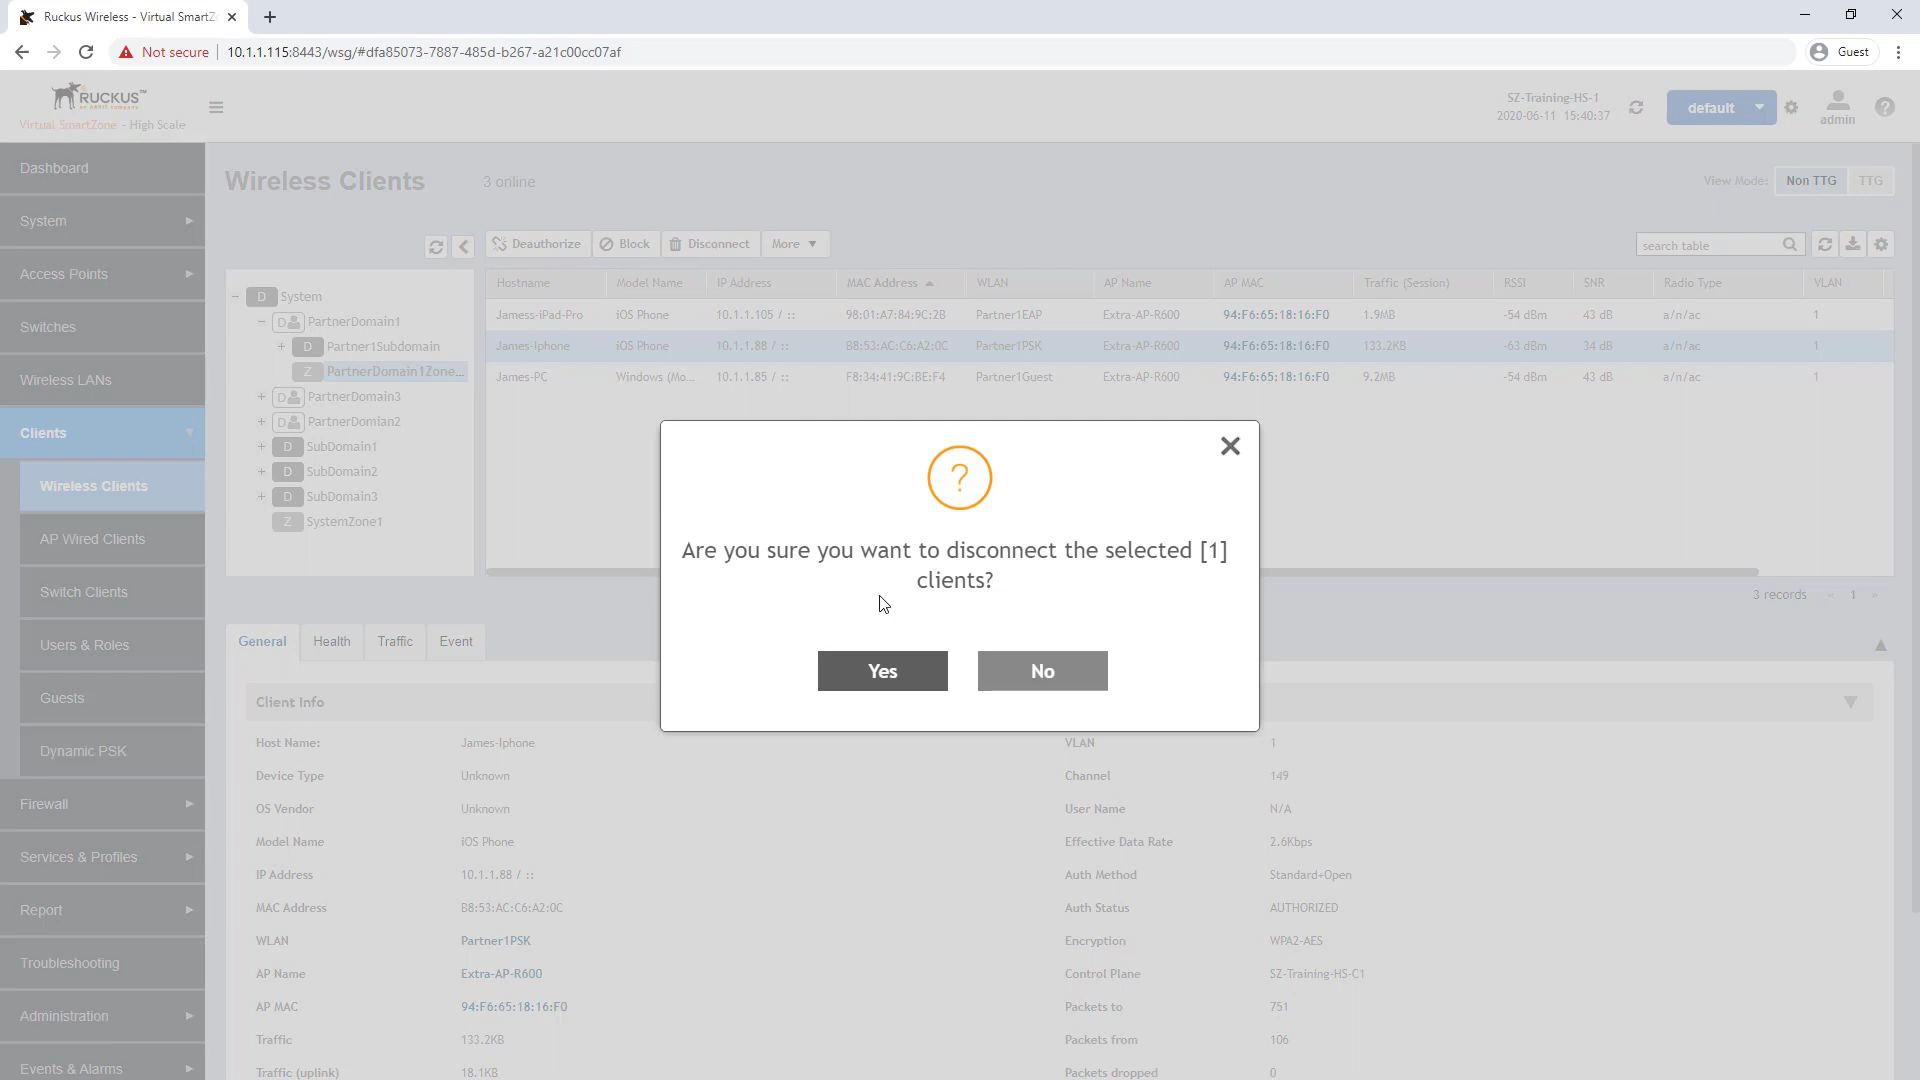 Ruckus Wireless - Virtual SmartZ
Not secure
10.1.1.115:8443/wsg/#dfa85073-7887-485d-b267-a21c00cc07af
Guest
RUCKUS™
Virtual SmartZone - High Scale
SZ-Training-HS-1
2020-06-11 15:40:37
default
admin
Dashboard
System
Access Points
Switches
Wireless LANs
Clients
Wireless Clients
AP Wired Clients
Switch Clients
Users & Roles
Guests
Dynamic PSK
Firewall
Services & Profiles
Report
Troubleshooting
Administration
Events & Alarms
Wireless Clients
3 online
View Mode: Non TTG TTG
D System
D PartnerDomain1
D Partner1Subdomain
Z PartnerDomain1Zone...
D PartnerDomain3
D PartnerDomian2
D SubDomain1
D SubDomain2
D SubDomain3
Z SystemZone1
Deauthorize Block Disconnect More
search table
Hostname Model Name IP Address MAC Address WLAN AP Name AP MAC Traffic (Session) RSSI SNR Radio Type VLAN
Jamess-iPad-Pro iOS Phone 10.1.1.105 / :: 98:01:A7:84:9C:2B Partner1EAP Extra-AP-R600 94:F6:65:18:16:F0 1.9MB -54 dBm 43 dB a/n/ac 1
James-Iphone iOS Phone 10.1.1.88 / :: B8:53:AC:C6:A2:0C Partner1PSK Extra-AP-R600 94:F6:65:18:16:F0 133.2KB -63 dBm 34 dB a/n/ac 1
James-PC Windows (Mo... 10.1.1.85 / :: F8:34:41:9C:BE:F4 Partner1Guest Extra-AP-R600 94:F6:65:18:16:F0 9.2MB -54 dBm 43 dB a/n/ac 1
3 records « 1 »
?
Are you sure you want to disconnect the selected [1]
clients?
Yes No
General Health Traffic Event
Client Info
Host Name: James-Iphone
Device Type Unknown
OS Vendor Unknown
Model Name iOS Phone
IP Address 10.1.1.88 / ::
MAC Address B8:53:AC:C6:A2:0C
WLAN Partner1PSK
AP Name Extra-AP-R600
AP MAC 94:F6:65:18:16:F0
Traffic 133.2KB
Traffic (uplink) 18.1KB
VLAN 1
Channel 149
User Name N/A
Effective Data Rate 2.6Kbps
Auth Method Standard+Open
Auth Status AUTHORIZED
Encryption WPA2-AES
Control Plane SZ-Training-HS-C1
Packets to 751
Packets from 106
Packets dropped 0